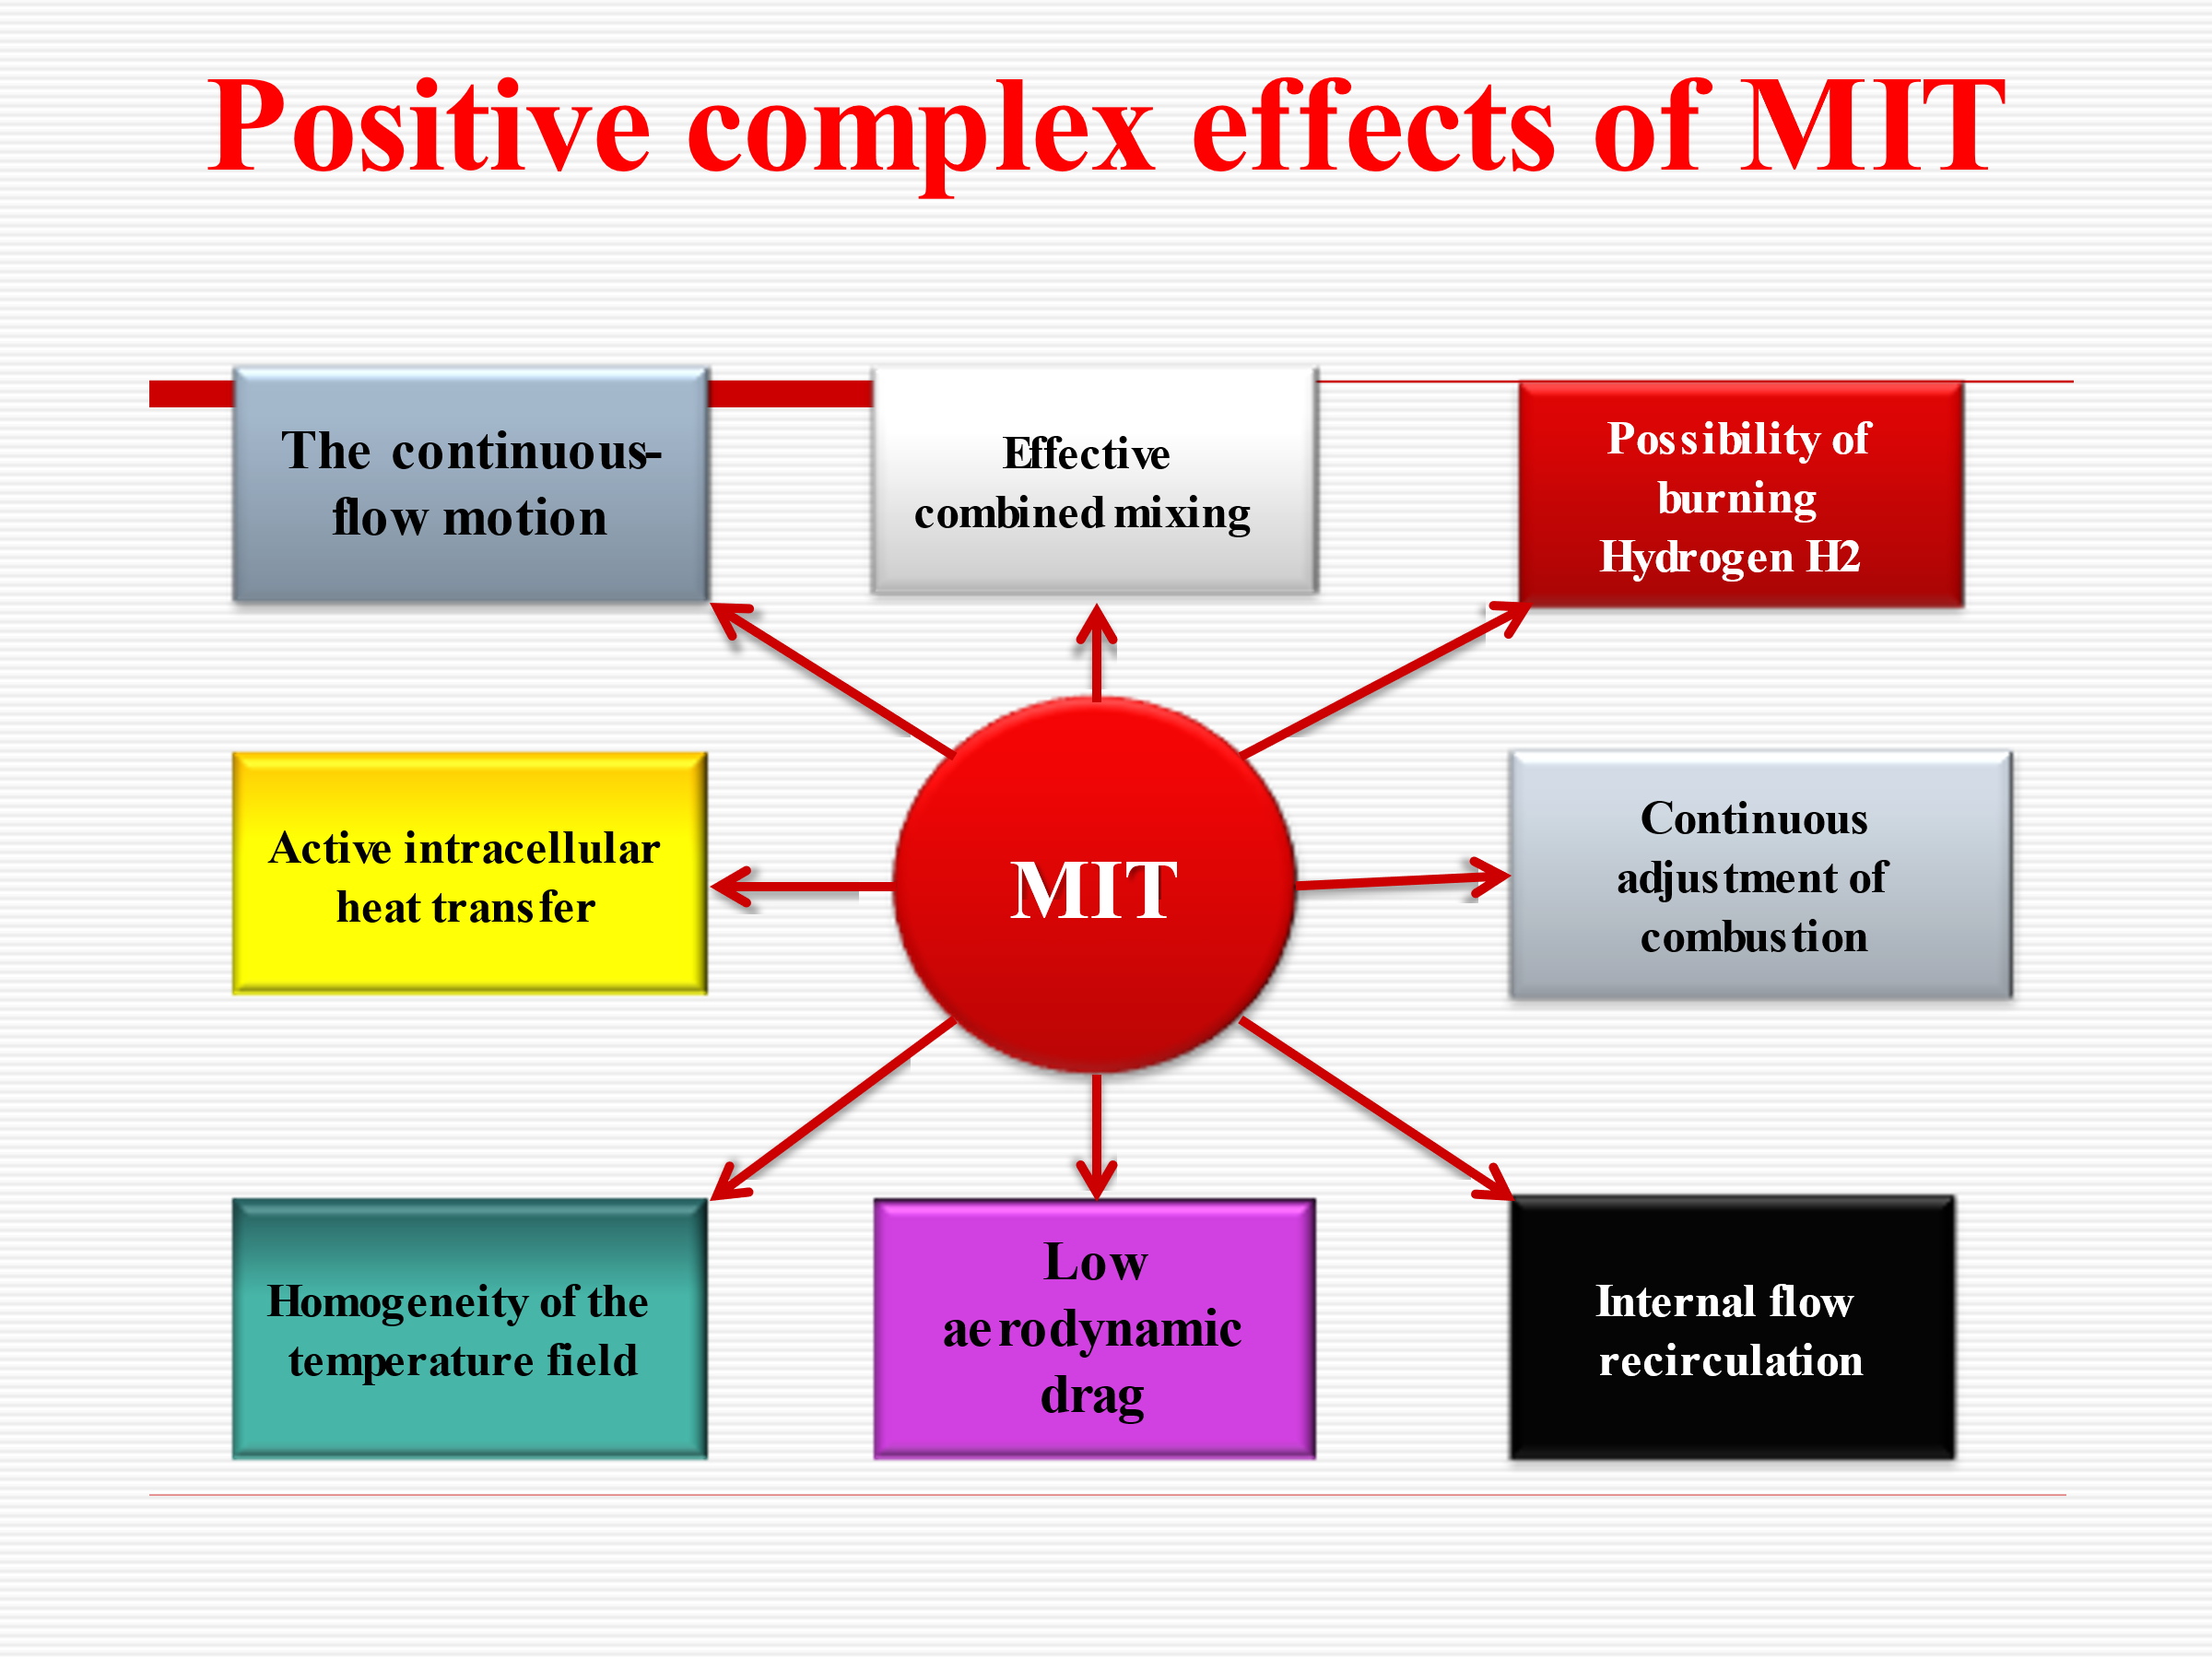 Positive complex effects of MIT
The continuous-
flow motion
Effective
combined mixing
Possibility of
burning
Hydrogen H2
Active intracellular
heat transfer
MIT
Continuous
adjustment of
combustion
Homogeneity of the
temperature field
Low
aerodynamic
drag
Internal flow
recirculation